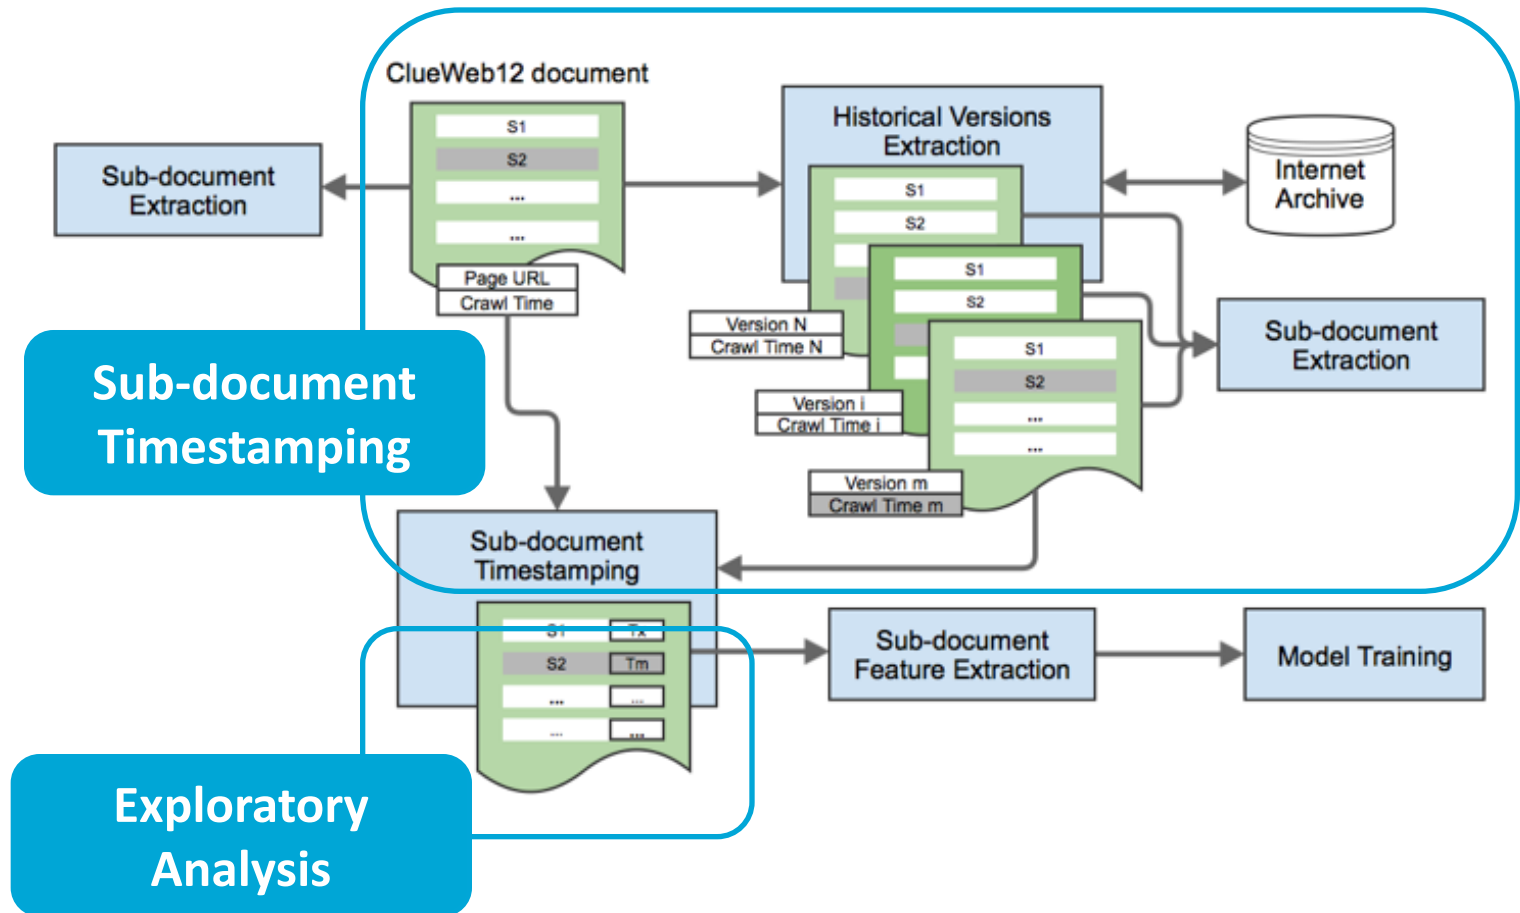 ClueWeb12 document
S1
S2
...
...
Page URL
Crawl Time
Sub-document
Extraction
Historical Versions
Extraction
S1
S2
Version N
Crawl Time N
S1
S2
Version i
Crawl Time i
S1
S2
...
...
Version m
Crawl Time m
Internet
Archive
Sub-document
Extraction
Sub-document
Timestamping
Sub-document
Timestamping
S1 Tx
S2 Tm
... ...
... ...
Sub-document
Feature Extraction
Model Training
Exploratory
Analysis